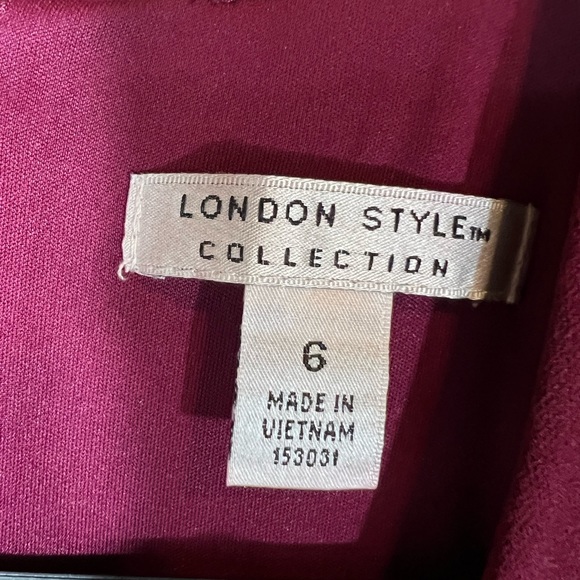 LONDON STYLE™
COLLECTION
6
MADE IN
VIETNAM
153031